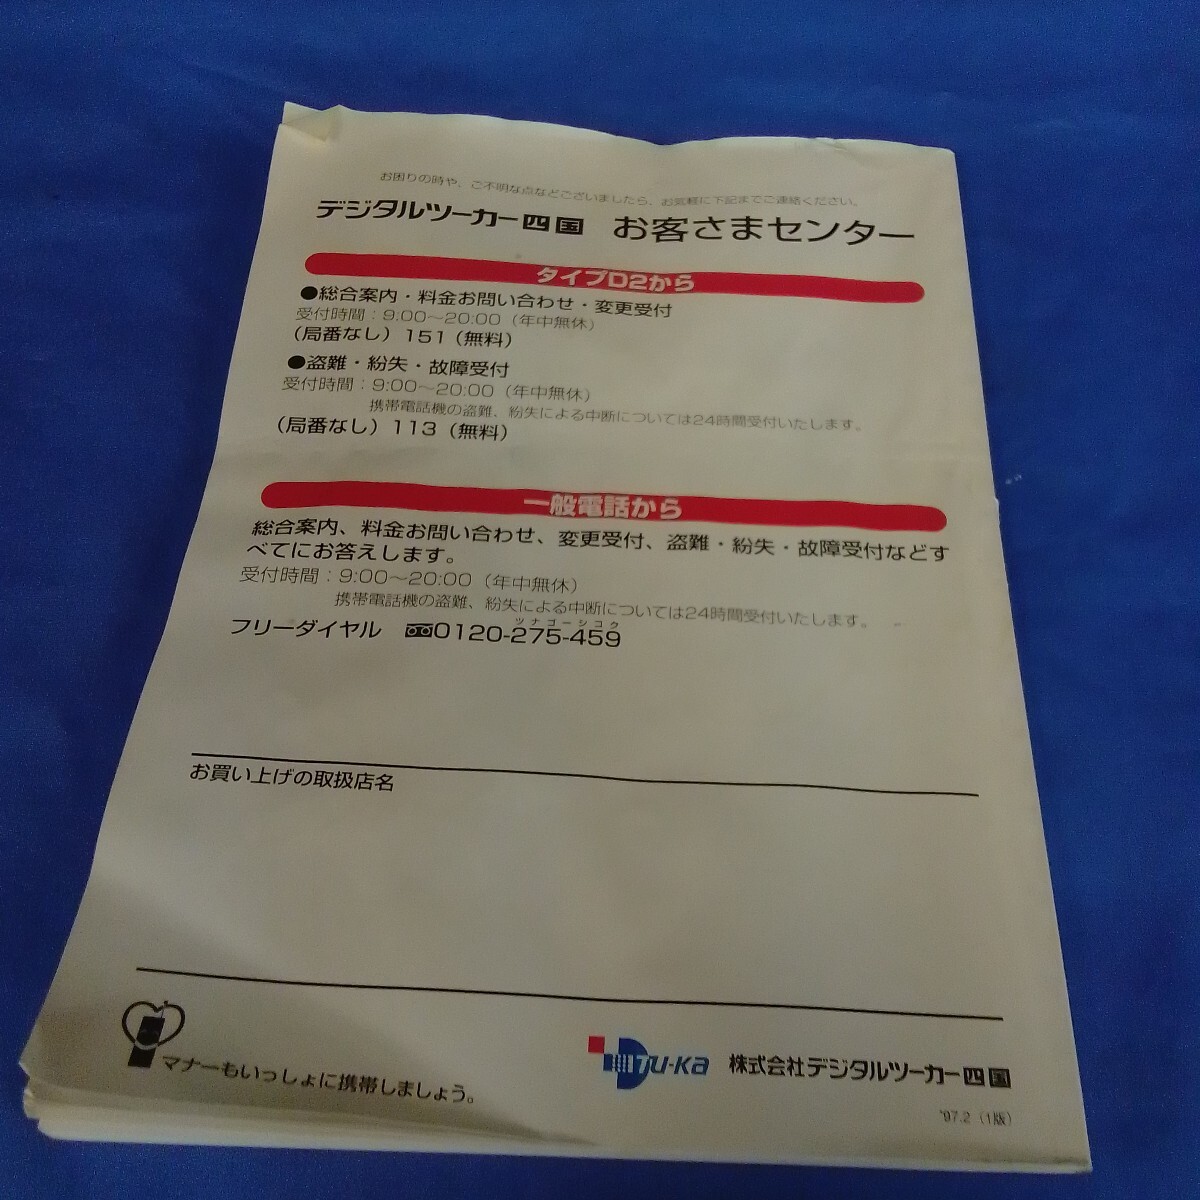 お困りの時や、ご不明な点などございましたら、お気軽に下記までご連絡ください。
デジタルツーカー四国 お客さまセンター
タイプD2から
●総合案内・料金お問い合わせ・変更受付
受付時間：9:00～20:00（年中無休）
（局番なし）151（無料）
●盗難・紛失・故障受付
受付時間：9:00～20:00（年中無休）
携帯電話機の盗難、紛失による中断については24時間受付いたします。
（局番なし）113（無料）
一般電話から
総合案内、料金お問い合わせ、変更受付、盗難・紛失・故障受付などす
べてにお答えします。
受付時間：9:00～20:00（年中無休）
携帯電話機の盗難、紛失による中断については24時間受付いたします。
ツナゴーシコク
フリーダイヤル 0120-275-459
お買い上げの取扱店名
マナーもいっしょに携帯しましょう。
TU-KA 株式会社デジタルツーカー四国
'97.2（1版）